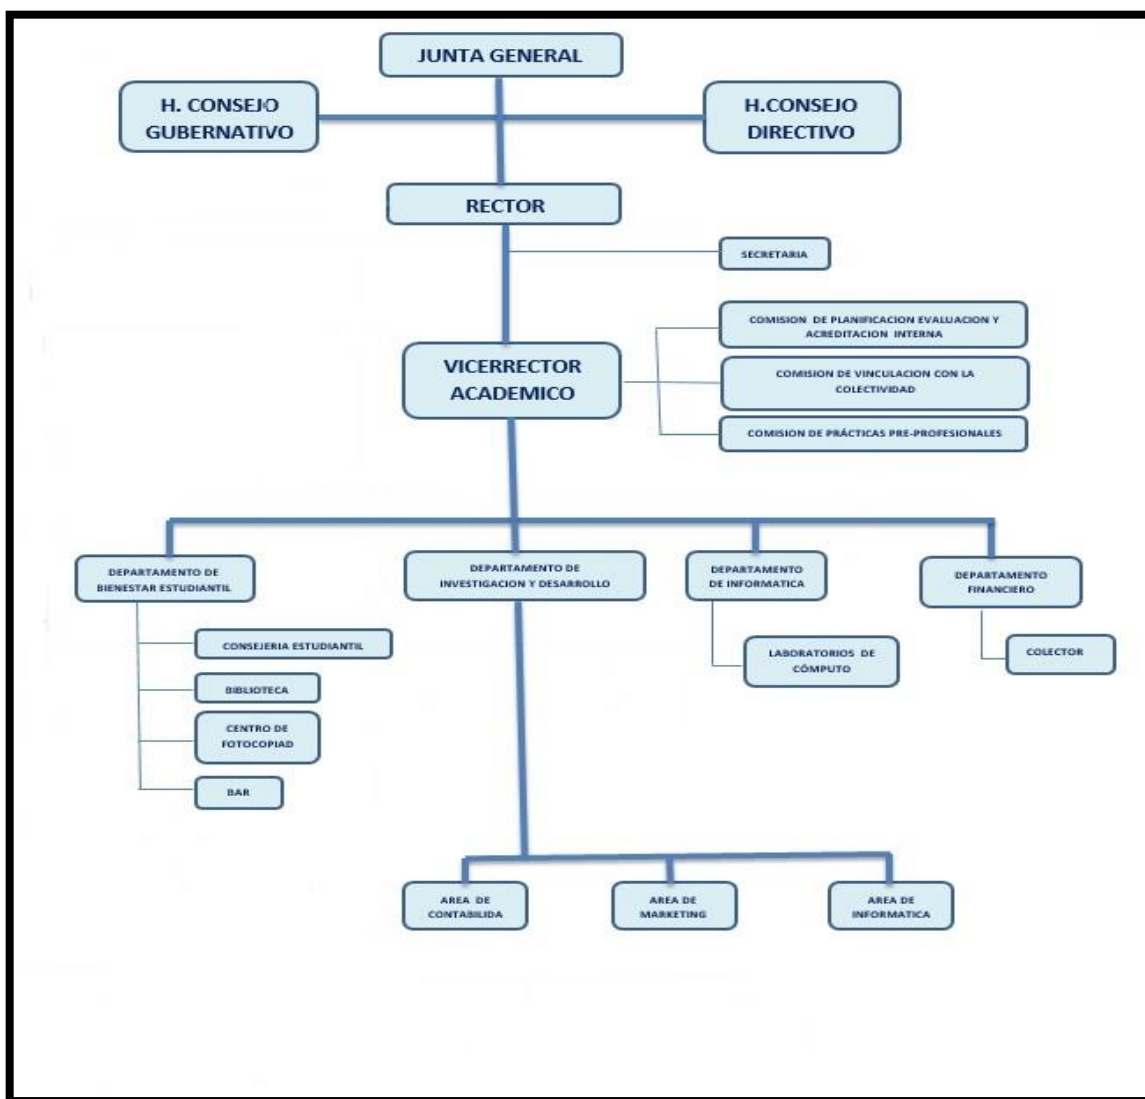 JUNTA GENERAL
H. CONSEJO
GUBERNATIVO
H.CONSEJO
DIRECTIVO
RECTOR
SECRETARIA
COMISION DE PLANIFICACION EVALUACION Y
ACREDITACION INTERNA
VICERRECTOR
ACADEMICO
COMISION DE VINCULACION CON LA
COLECTIVIDAD
COMISION DE PRÁCTICAS PRE-PROFESIONALES
DEPARTAMENTO DE
BIENESTAR ESTUDIANTIL
DEPARTAMENTO DE
INVESTIGACION Y DESARROLLO
DEPARTAMENTO
DE INFORMATICA
DEPARTAMENTO
FINANCIERO
CONSEJERIA ESTUDIANTIL
BIBLIOTECA
CENTRO DE
FOTOCOPIAD
BAR
LABORATORIOS DE
CÓMPUTO
COLECTOR
AREA DE
CONTABILIDA
AREA DE
MARKETING
AREA DE
INFORMATICA